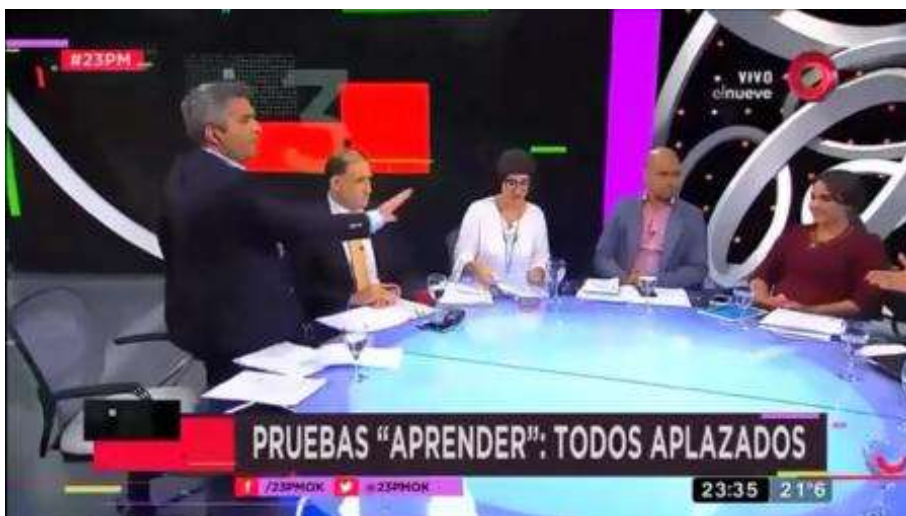 #23PM
VIVO
elnueve
PRUEBAS “APRENDER”: TODOS APLAZADOS
/23PMOK
@23PMOK
23:35
21°6